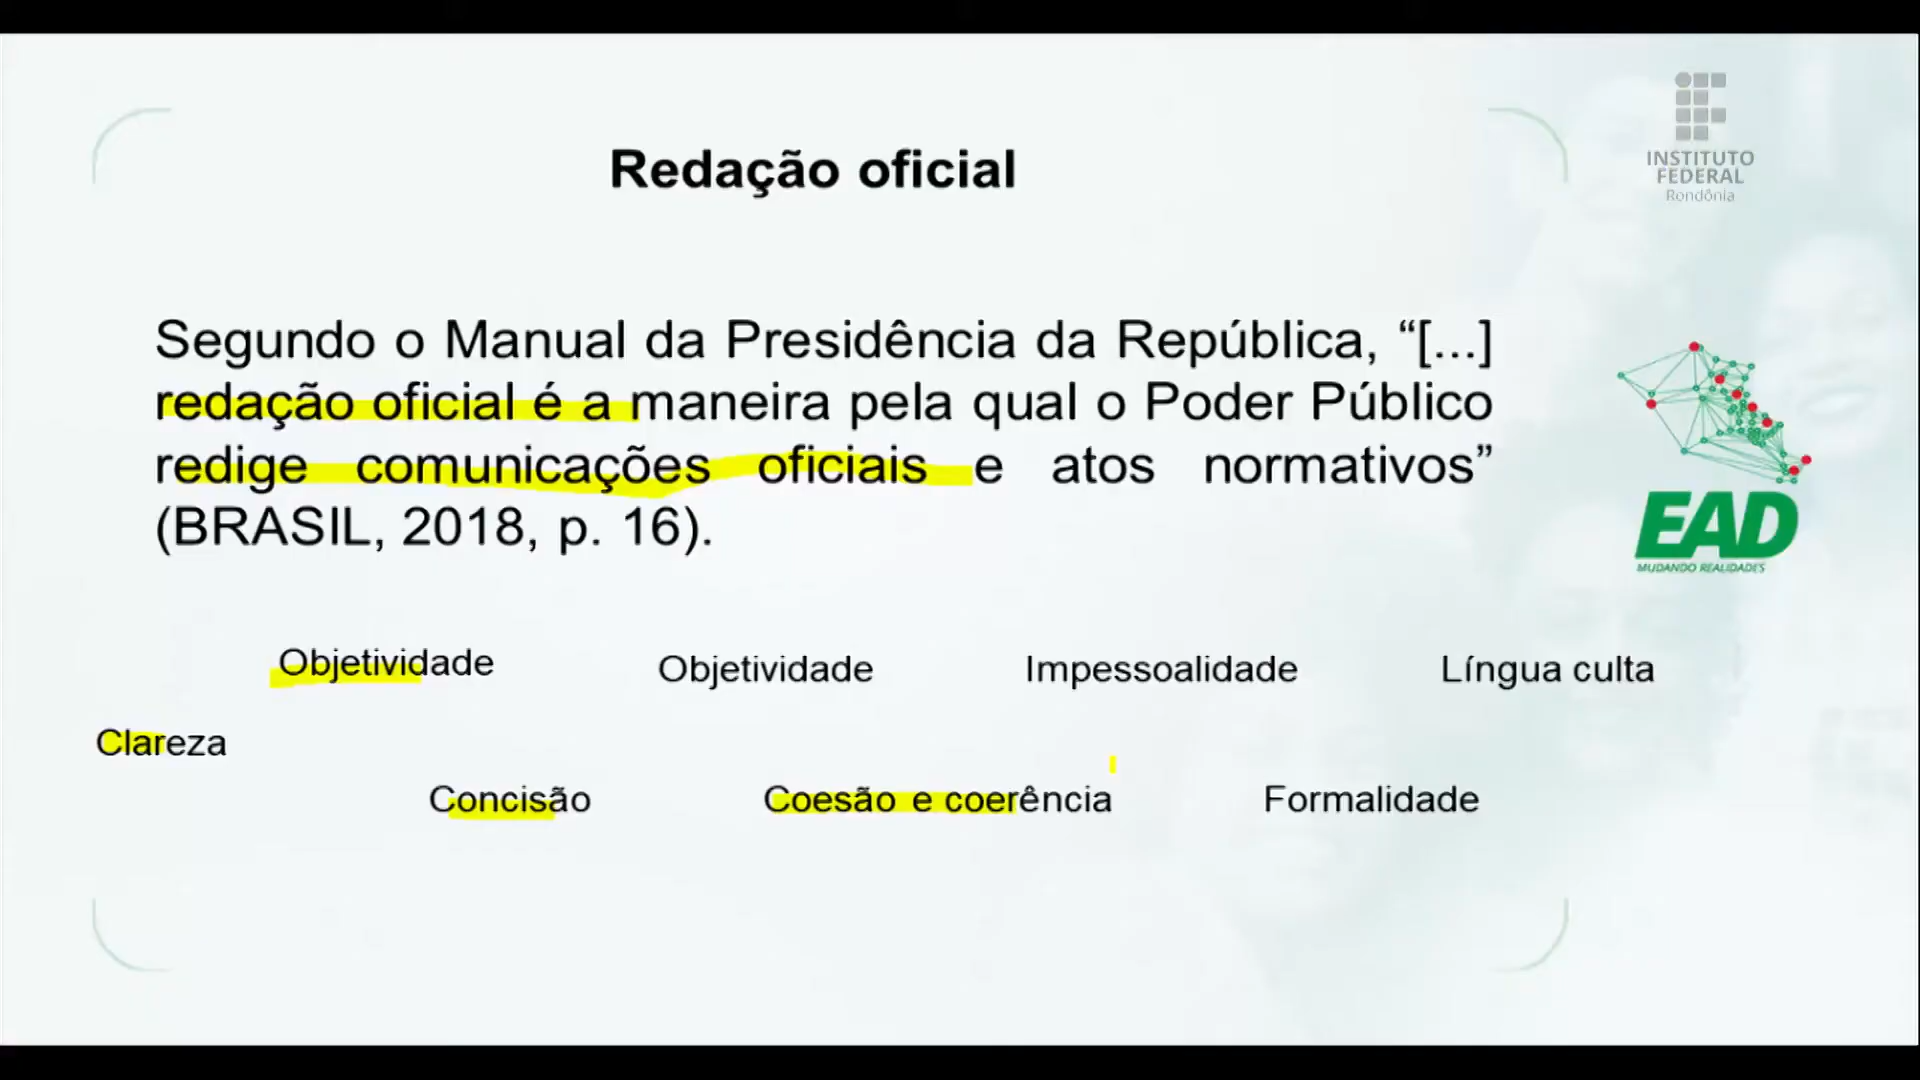 Redação oficial
INSTITUTO
FEDERAL
Rondônia
Segundo o Manual da Presidência da República, “[...]
redação oficial é a maneira pela qual o Poder Público
redige comunicações oficiais e atos normativos”
(BRASIL, 2018, p. 16).
EAD
MUDANDO REALIDADES
Objetividade
Objetividade
Impessoalidade
Língua culta
Clareza
Concisão
Coesão e coerência
Formalidade